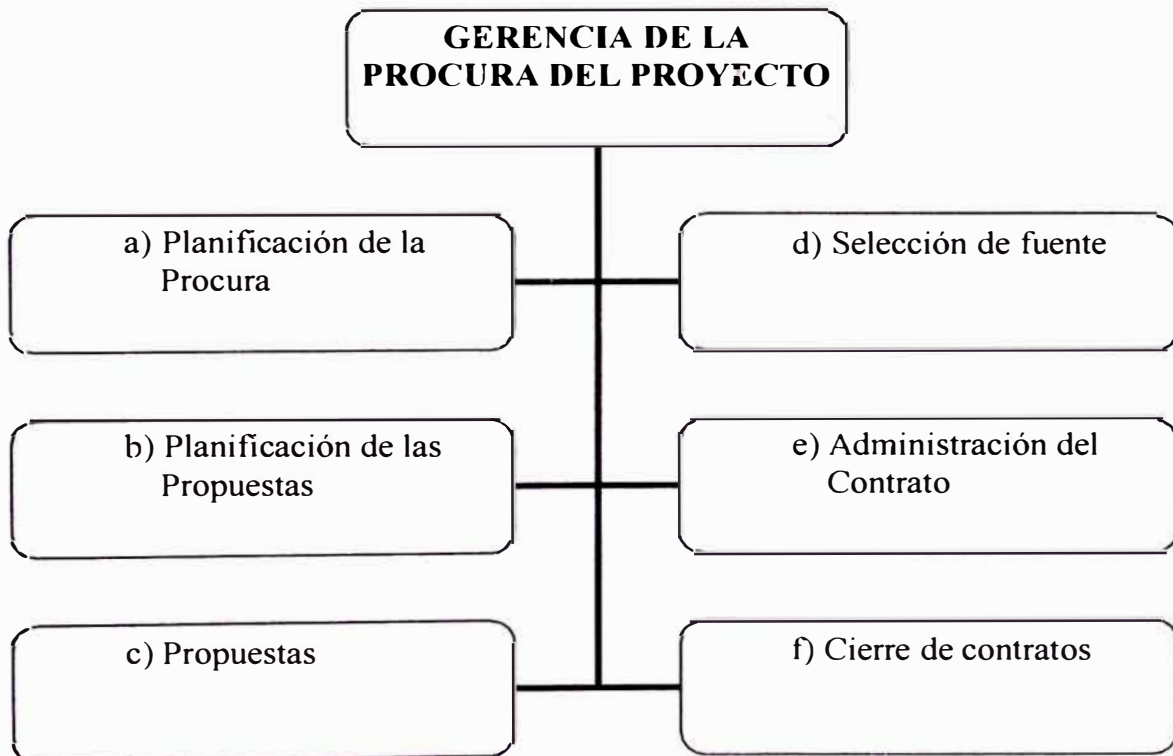 GERENCIA DE LA
PROCURA DEL PROYECTO
a) Planificación de la
Procura
b) Planificación de las
Propuestas
c) Propuestas
d) Selección de fuente
e) Administración del
Contrato
f) Cierre de contratos